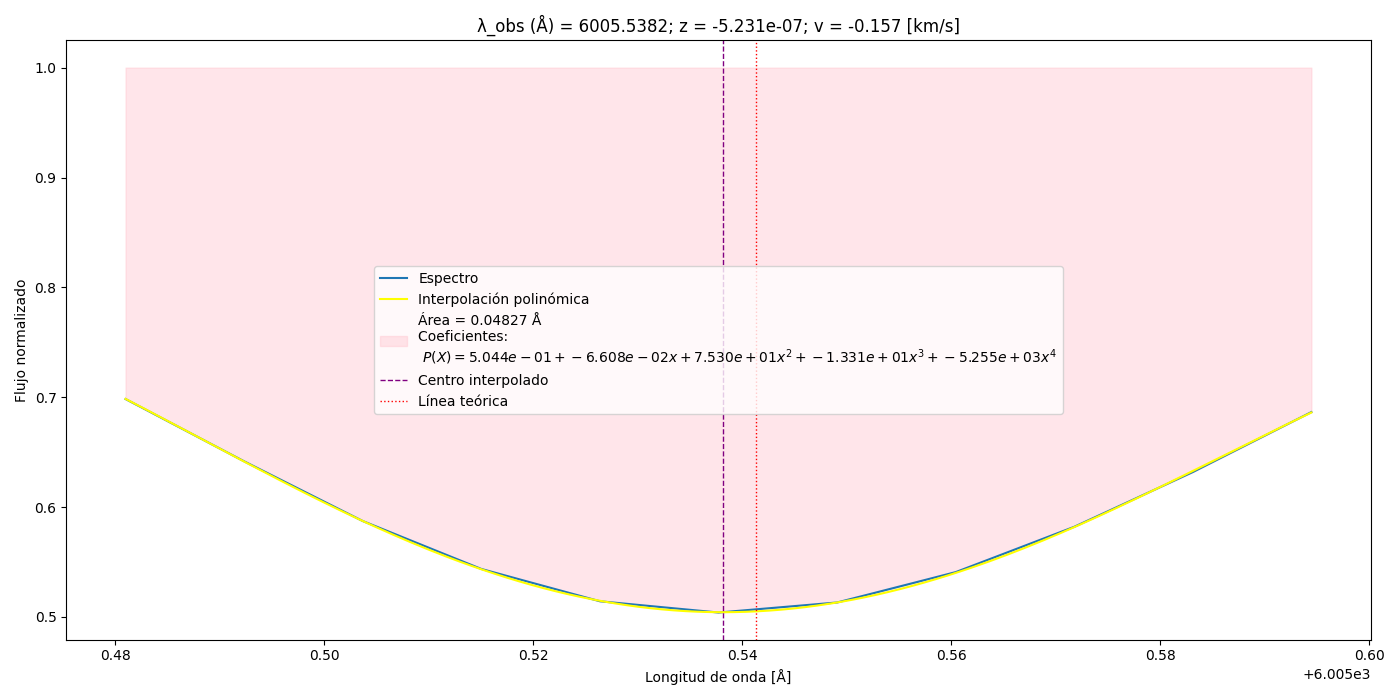 λ_obs (Å) = 6005.5382; z = -5.231e-07; v = -0.157 [km/s]
Flujo normalizado
1.0
0.9
0.8
0.7
0.6
0.5
Espectro
Interpolación polinómica
Área = 0.04827 Å
Coeficientes:
P(X) = 5.044e − 01 + −6.608e − 02x + 7.530e + 01x² + −1.331e + 01x³ + −5.255e + 03x⁴
Centro interpolado
Línea teórica
0.48 0.50 0.52 0.54 0.56 0.58 0.60
+6.005e3
Longitud de onda [Å]